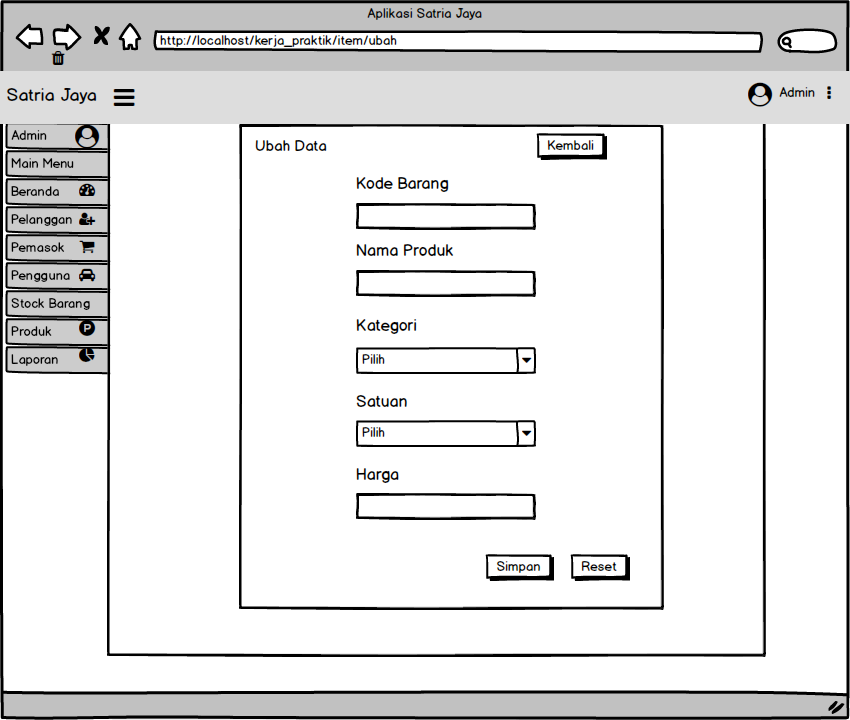 Aplikasi Satria Jaya
http://localhost/kerja_praktik/item/ubah
Satria Jaya
Admin
Admin
Main Menu
Beranda
Pelanggan
Pemasok
Pengguna
Stock Barang
Produk
P
Laporan
Ubah Data
Kembali
Kode Barang
Nama Produk
Kategori
Pilih
Satuan
Pilih
Harga
Simpan
Reset